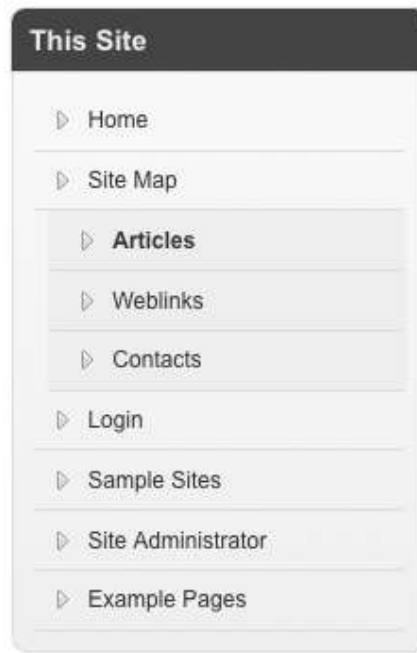 This Site
Home
Site Map
Articles
Weblinks
Contacts
Login
Sample Sites
Site Administrator
Example Pages